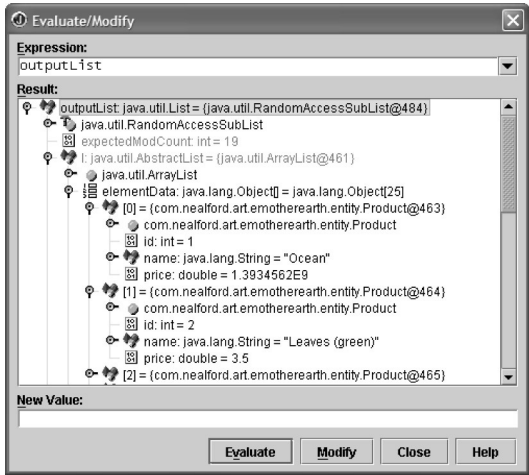 Evaluate/Modify
Expression:
outputList
Result:
outputList: java.util.List = {java.util.RandomAccessSubList@484}
java.util.RandomAccessSubList
expectedModCount: int = 19
l: java.util.AbstractList = {java.util.ArrayList@461}
java.util.ArrayList
elementData: java.lang.Object[] = java.lang.Object[25]
[0] = {com.nealford.art.emotherearth.entity.Product@463}
com.nealford.art.emotherearth.entity.Product
id: int = 1
name: java.lang.String = "Ocean"
price: double = 1.3934562E9
[1] = {com.nealford.art.emotherearth.entity.Product@464}
com.nealford.art.emotherearth.entity.Product
id: int = 2
name: java.lang.String = "Leaves (green)"
price: double = 3.5
[2] = {com.nealford.art.emotherearth.entity.Product@465}
New Value:
Evaluate Modify Close Help